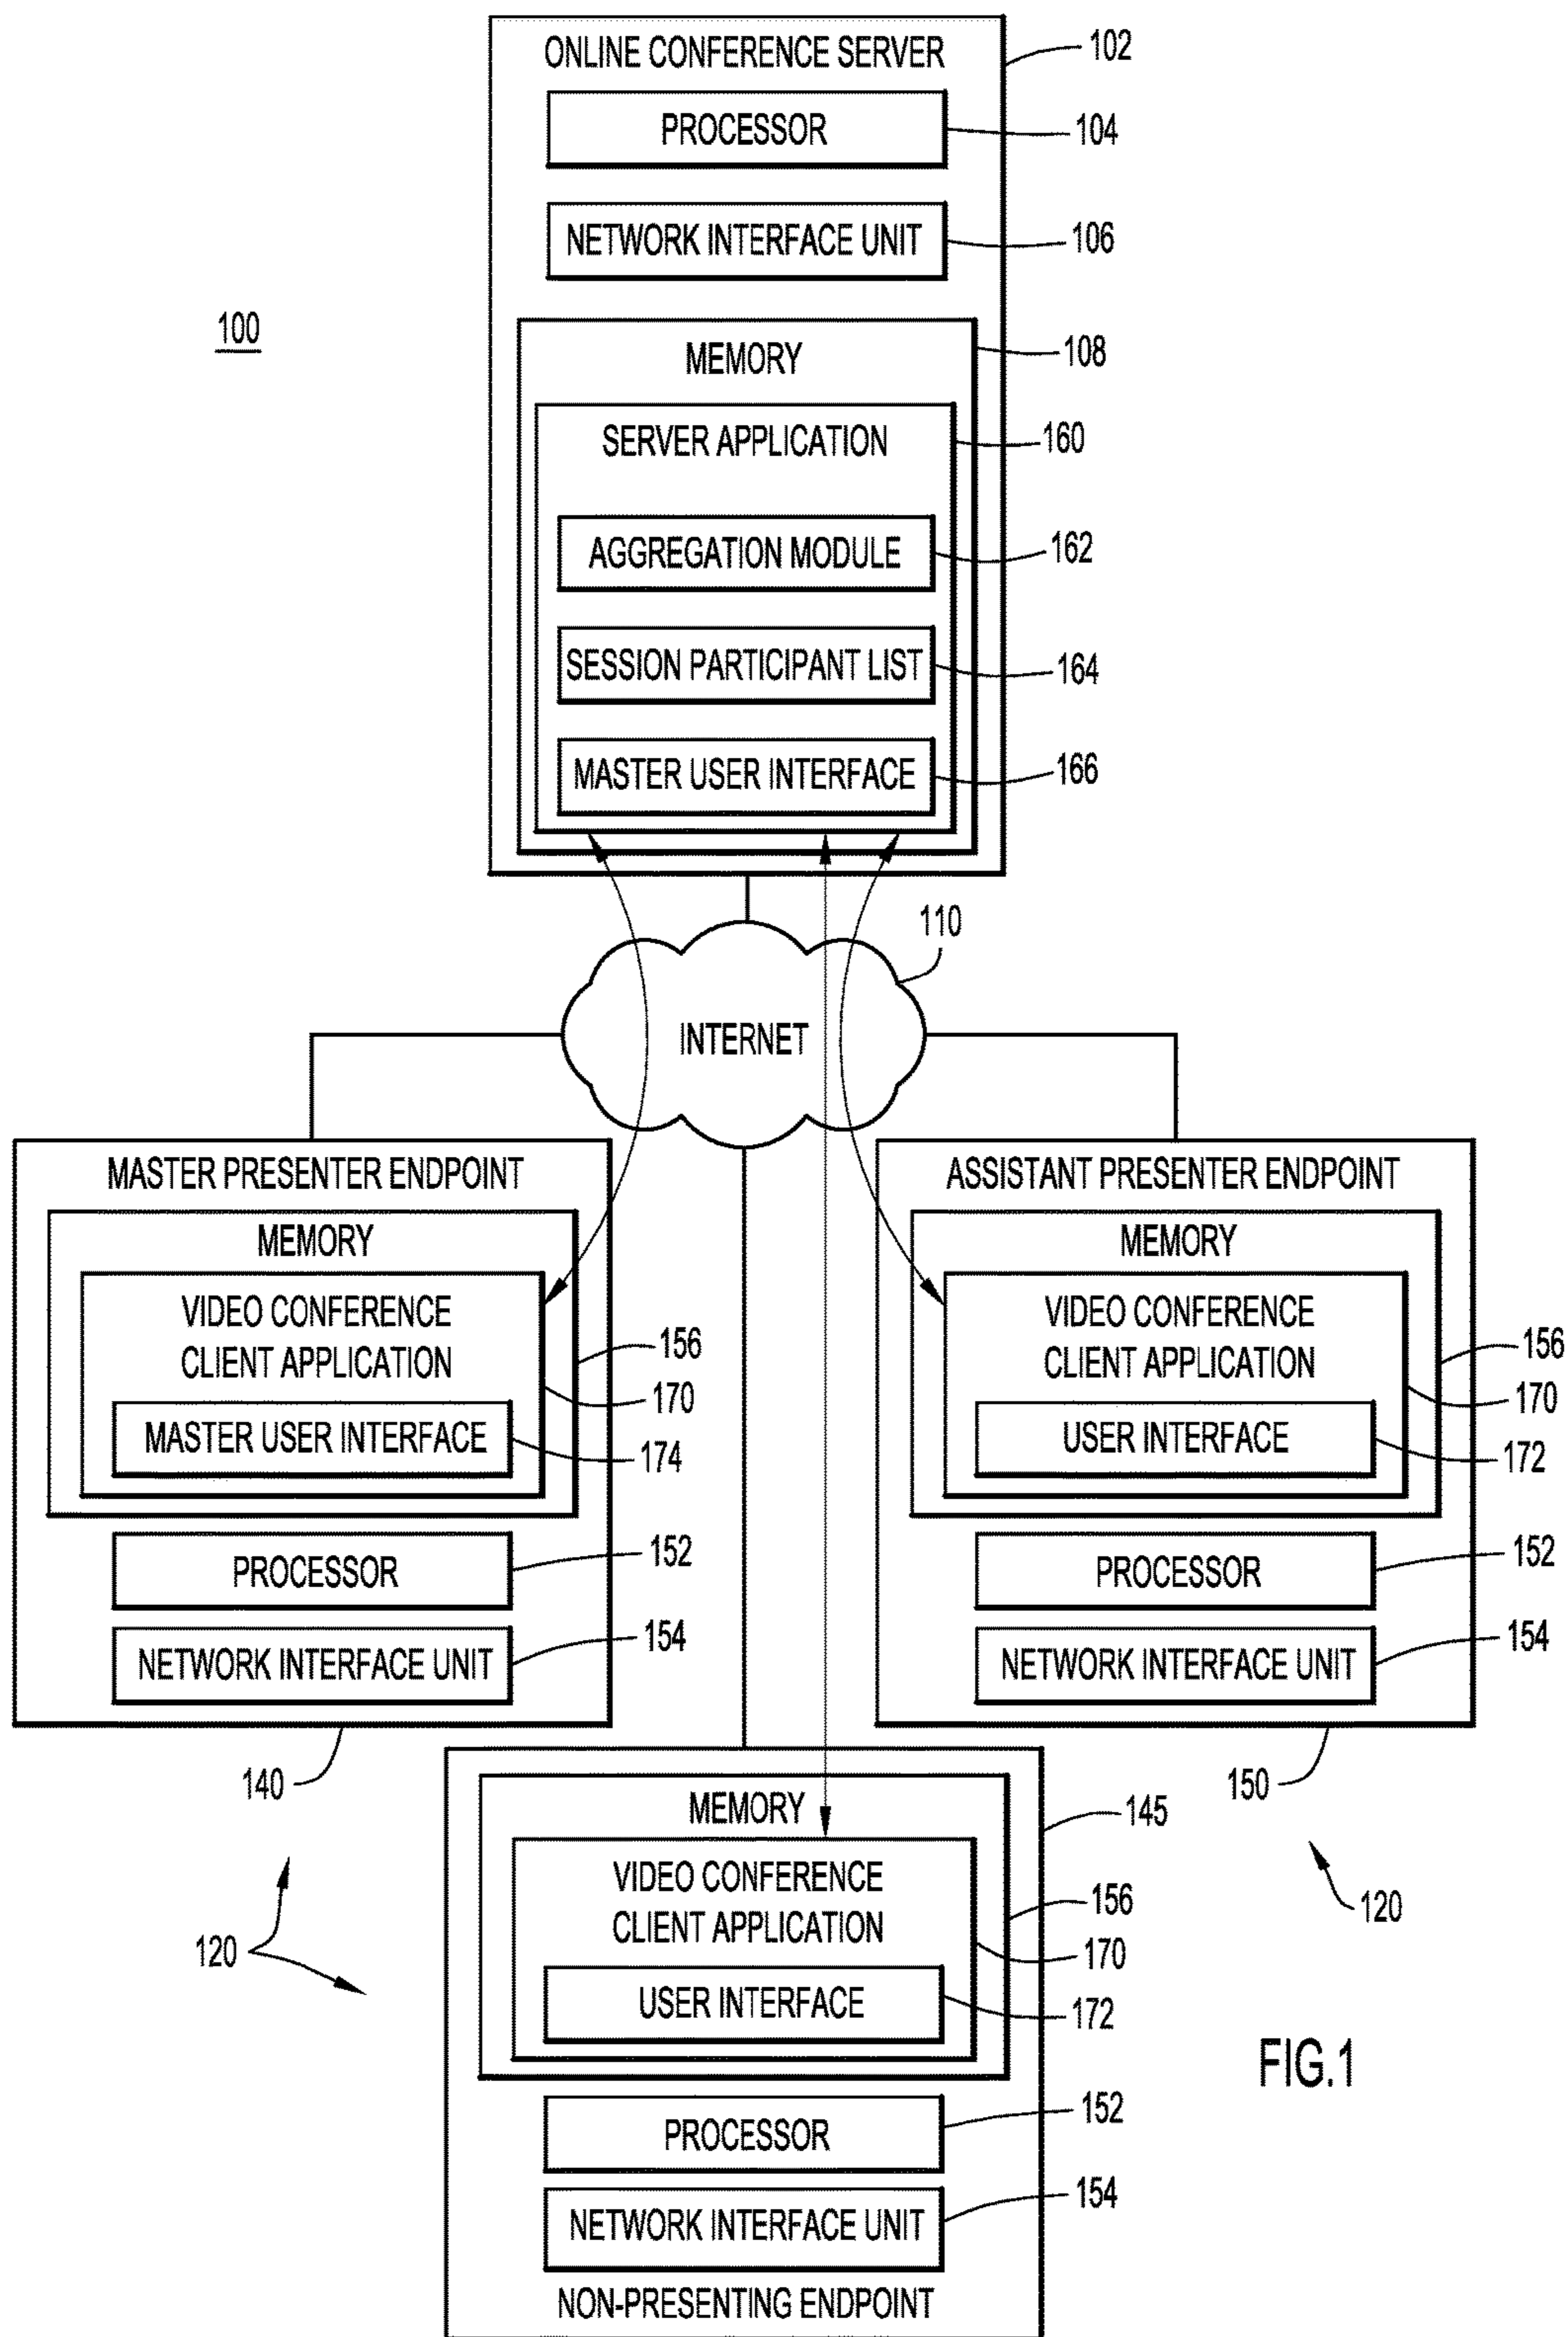 ONLINE CONFERENCE SERVER
102
PROCESSOR
104
NETWORK INTERFACE UNIT
106
100
MEMORY
108
SERVER APPLICATION
160
AGGREGATION MODULE
162
SESSION PARTICIPANT LIST
164
MASTER USER INTERFACE
166
110
INTERNET
MASTER PRESENTER ENDPOINT
MEMORY
VIDEO CONFERENCE
CLIENT APPLICATION
156
170
MASTER USER INTERFACE
174
PROCESSOR
152
NETWORK INTERFACE UNIT
154
140
ASSISTANT PRESENTER ENDPOINT
MEMORY
VIDEO CONFERENCE
CLIENT APPLICATION
156
170
USER INTERFACE
172
PROCESSOR
152
NETWORK INTERFACE UNIT
154
150
MEMORY
145
VIDEO CONFERENCE
CLIENT APPLICATION
156
170
USER INTERFACE
172
PROCESSOR
152
NETWORK INTERFACE UNIT
154
NON-PRESENTING ENDPOINT
120
120
FIG.1